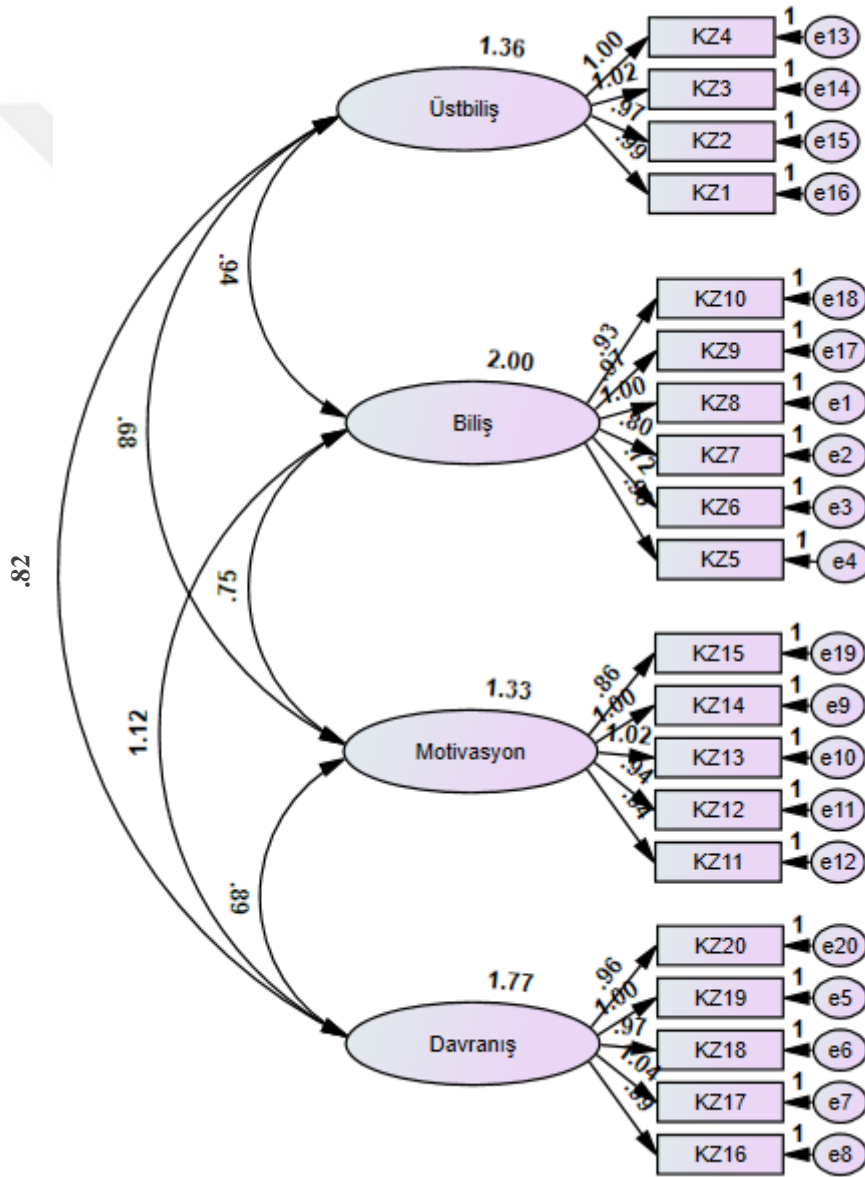 1.36
Üstbiliş
1.00
1.02
.97
.99
KZ4
1
e13
KZ3
1
e14
KZ2
1
e15
KZ1
1
e16
.94
.68
.82
2.00
Biliş
.93
.97
1.00
.80
.72
KZ10
1
e18
KZ9
1
e17
KZ8
1
e1
KZ7
1
e2
KZ6
1
e3
KZ5
1
e4
.75
1.12
1.33
Motivasyon
.86
1.00
1.02
.94
KZ15
1
e19
KZ14
1
e9
KZ13
1
e10
KZ12
1
e11
KZ11
1
e12
.89
1.77
Davranış
.96
1.00
.97
1.04
.99
KZ20
1
e20
KZ19
1
e5
KZ18
1
e6
KZ17
1
e7
KZ16
1
e8